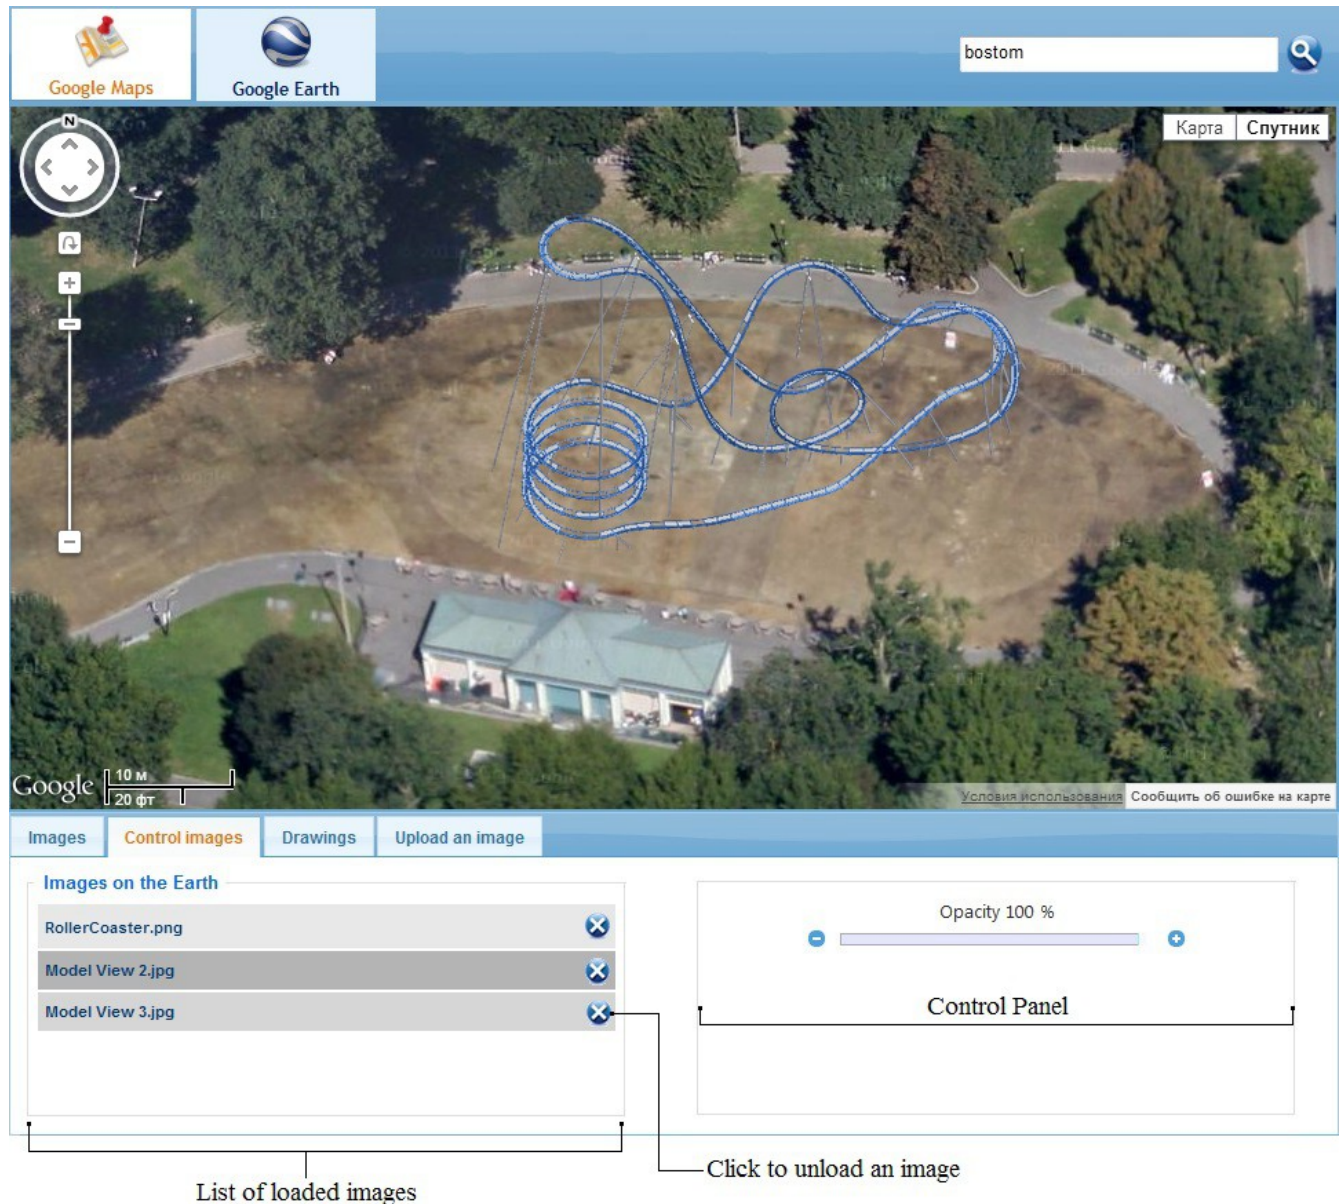 Google Maps
Google Earth
bostom
N
Карта
Спутник
Google
10 м
20 фт
Условия использования
Сообщить об ошибке на карте
Images
Control images
Drawings
Upload an image
Images on the Earth
RollerCoaster.png
Model View 2.jpg
Model View 3.jpg
Opacity 100 %
Control Panel
Click to unload an image
List of loaded images